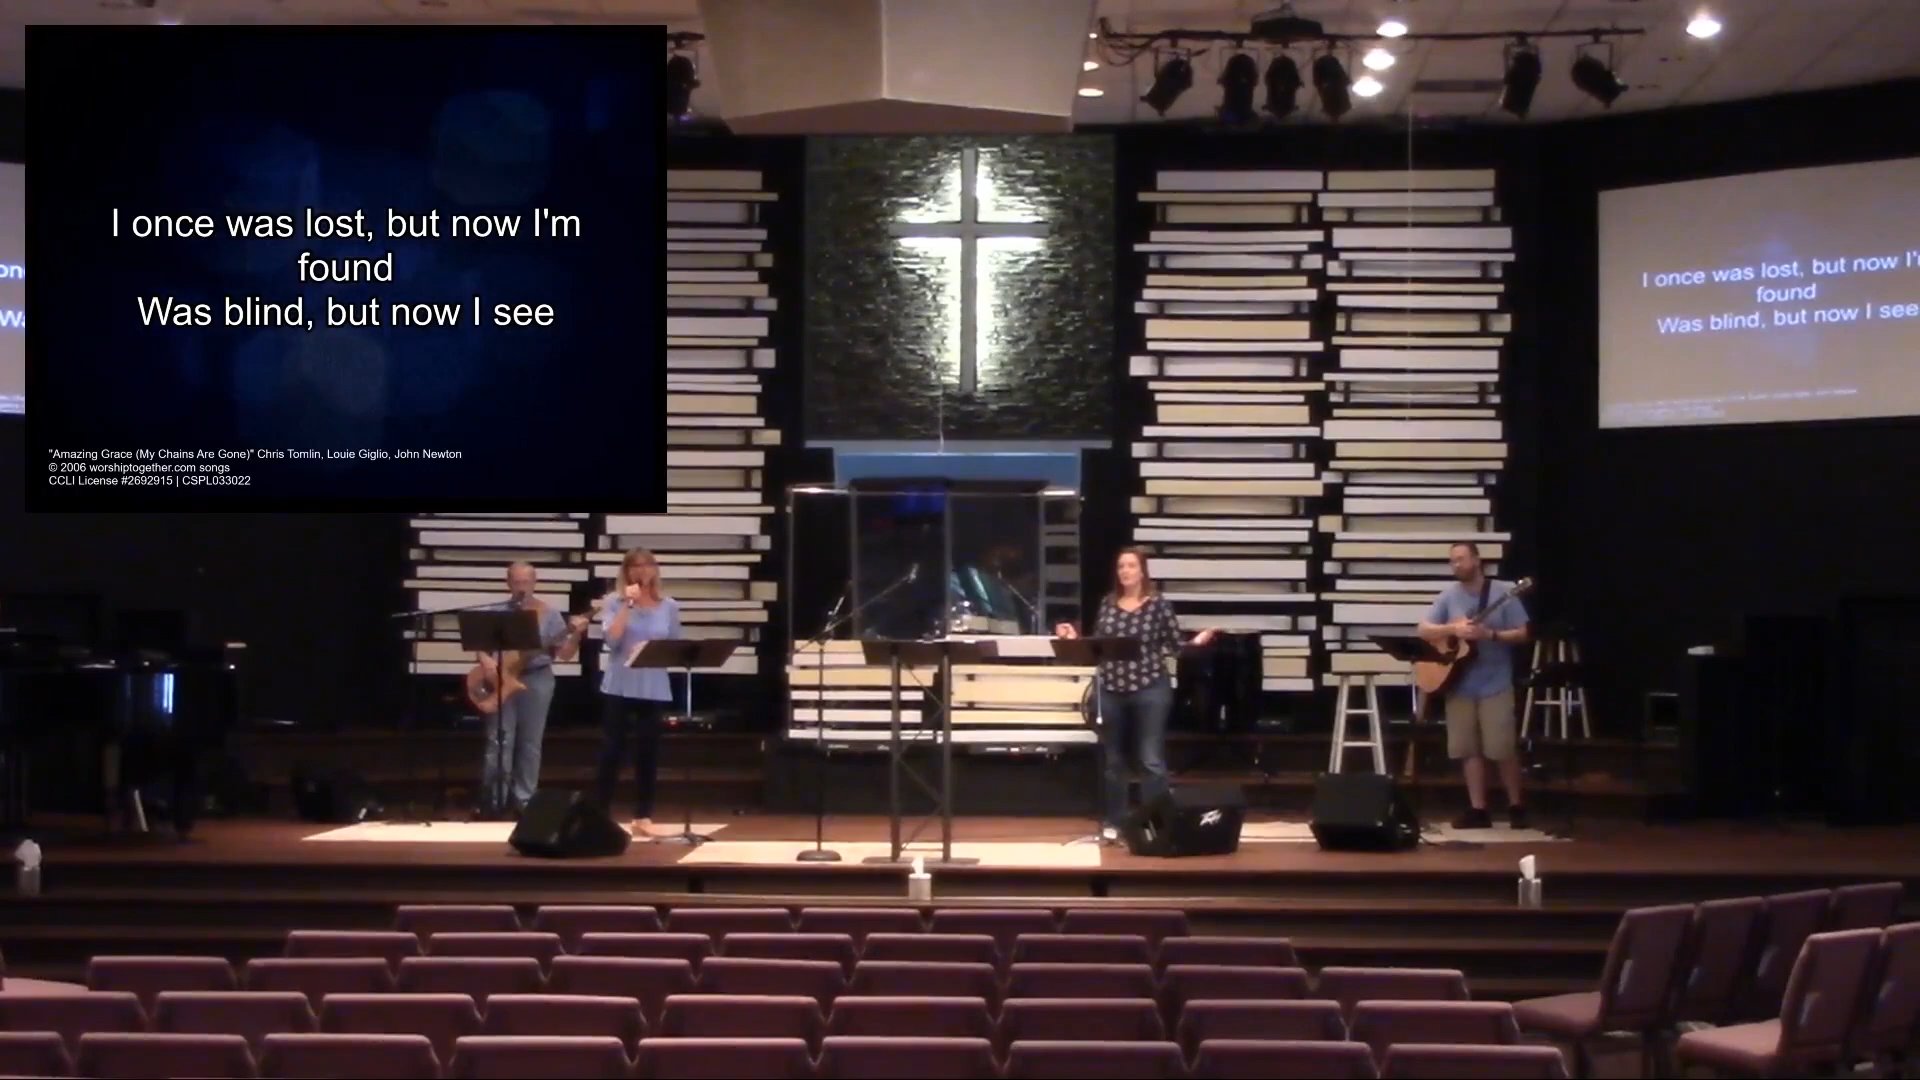 I once was lost, but now I'm
found
Was blind, but now I see
"Amazing Grace (My Chains Are Gone)" Chris Tomlin, Louie Giglio, John Newton
© 2006 worshiptogether.com songs
CCLI License #2692915 | CSPL033022
I once was lost, but now I'
found
Was blind, but now I see